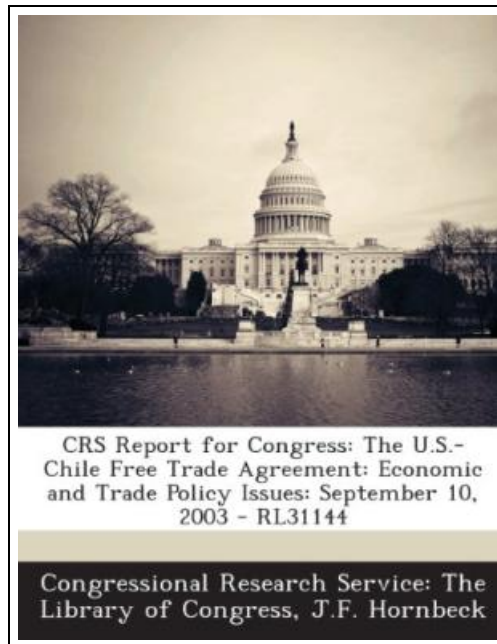 CRS Report for Congress: The U.S.-
Chile Free Trade Agreement: Economic
and Trade Policy Issues: September 10,
2003 - RL31144
Congressional Research Service: The
Library of Congress, J.F. Hornbeck